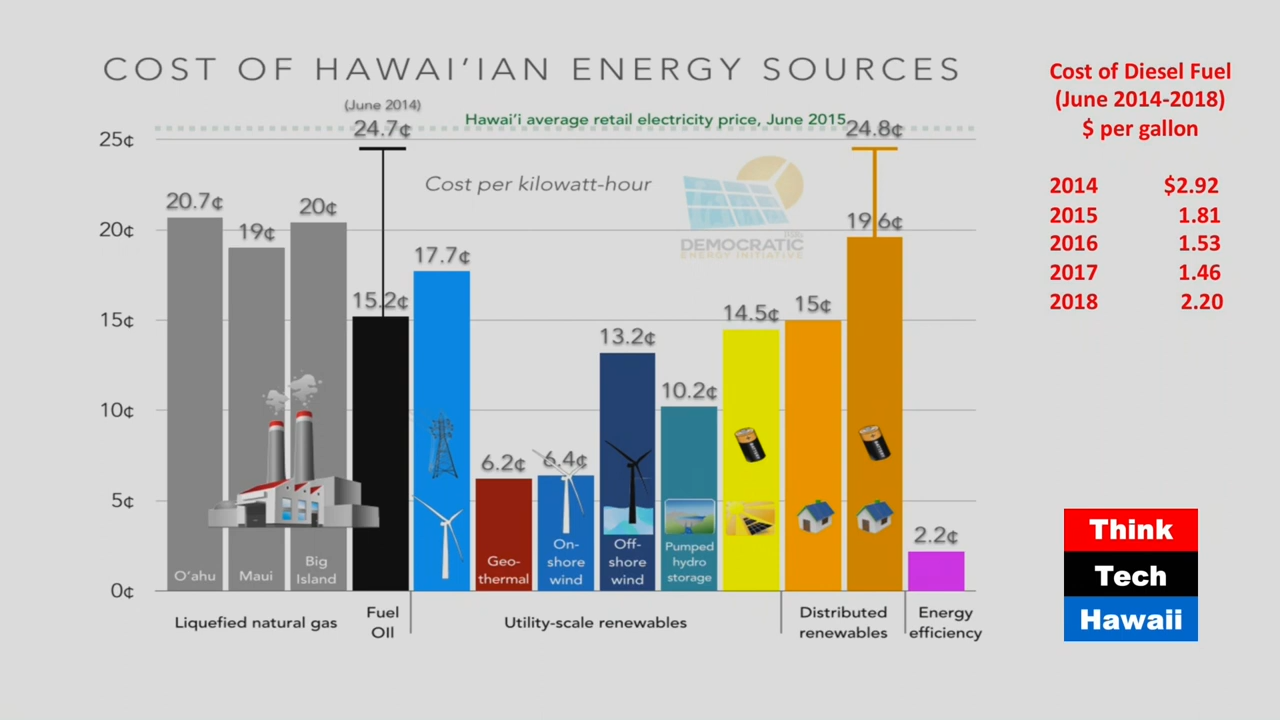 COST OF HAWAI'IAN ENERGY SOURCES
(June 2014)
Hawai'i average retail electricity price, June 2015
25¢
24.7¢
24.8¢
Cost per kilowatt-hour
20.7¢
19¢
20¢
20¢
19.6¢
DEMOCRATIC
ENERGY INITIATIVE
17.7¢
15¢
15.2¢
14.5¢
15¢
13.2¢
10¢
10.2¢
6.2¢
6.4¢
5¢
2.2¢
O'ahu
Maui
Big
Island
Geo-
thermal
On-
shore
wind
Off-
shore
wind
Pumped
hydro
storage
0¢
Liquefied natural gas
Fuel
OIl
Utility-scale renewables
Distributed
renewables
Energy
efficiency
Cost of Diesel Fuel
(June 2014-2018)
$ per gallon
2014 $2.92
2015 1.81
2016 1.53
2017 1.46
2018 2.20
Think
Tech
Hawaii